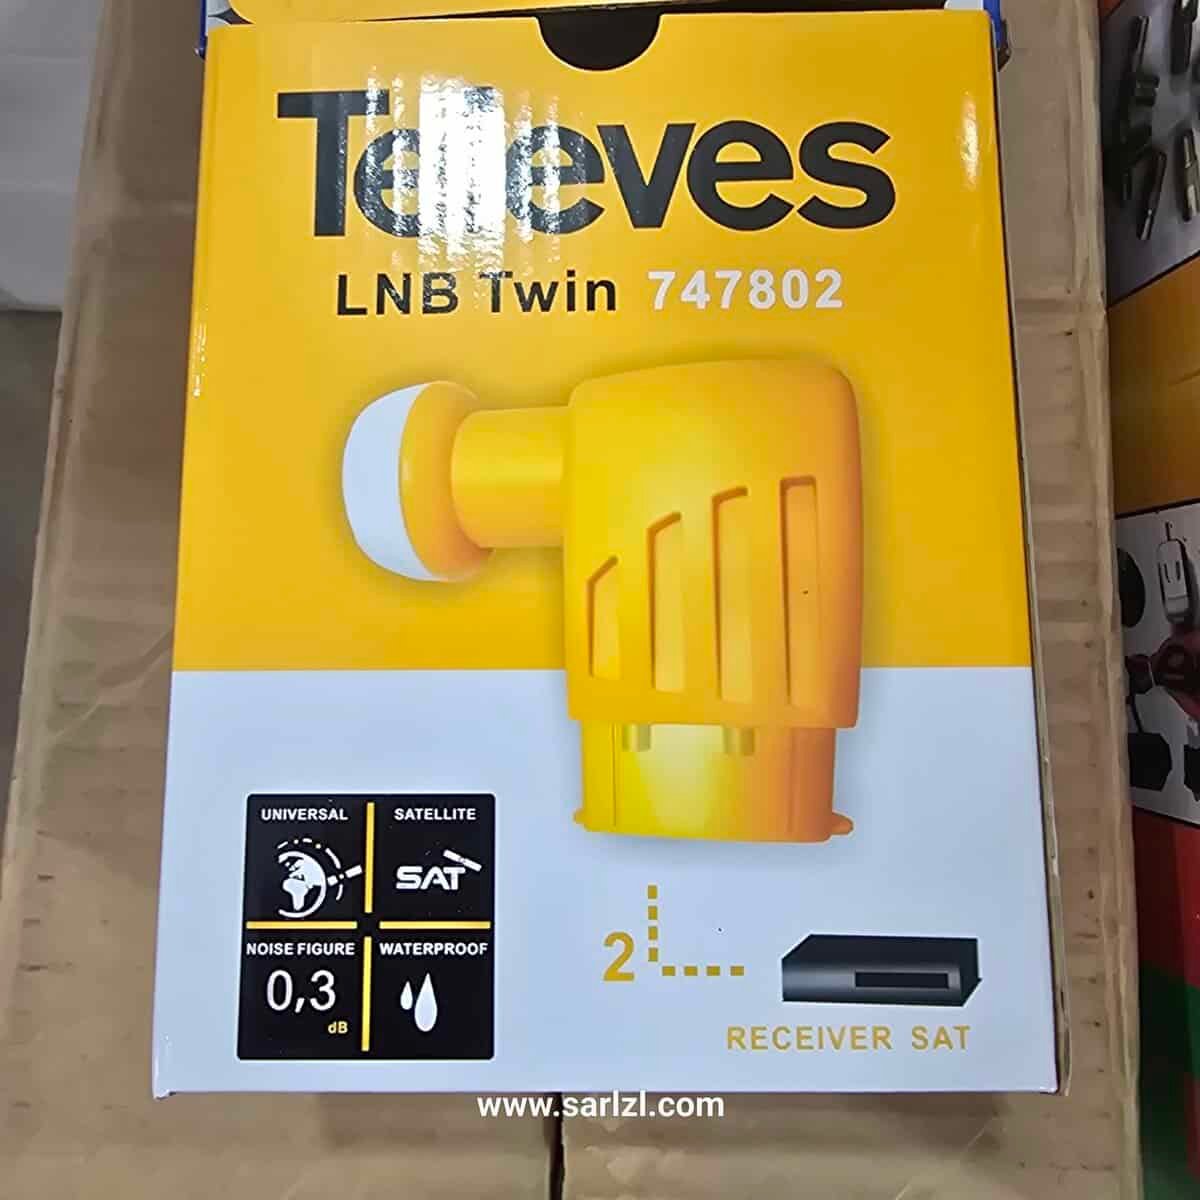 Televes
LNB Twin 747802
UNIVERSAL
SATELLITE
SAT
NOISE FIGURE
WATERPROOF
0,3
dB
2
RECEIVER SAT
www.sarlzl.com